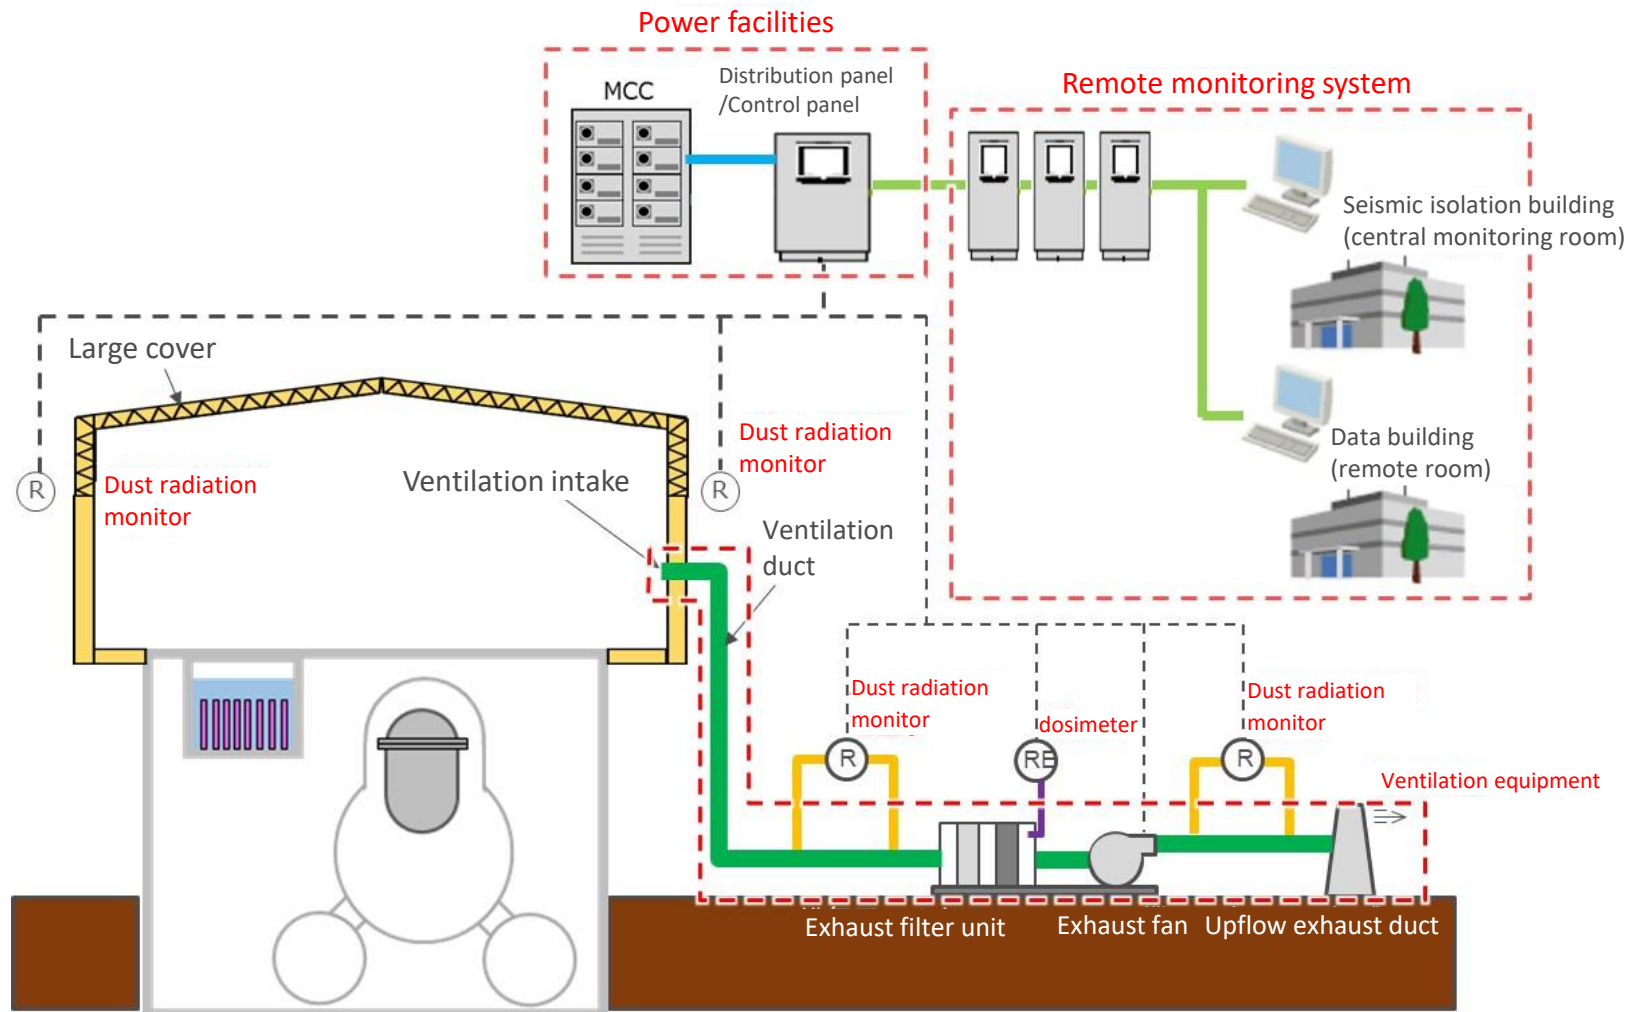 Power facilities
MCC
Distribution panel
/Control panel
Remote monitoring system
Seismic isolation building
(central monitoring room)
Data building
(remote room)
Large cover
R
Dust radiation
monitor
Ventilation intake
Dust radiation
monitor
R
Ventilation
duct
Dust radiation
monitor
R
dosimeter
RE
Dust radiation
monitor
R
Ventilation equipment
Exhaust filter unit
Exhaust fan
Upflow exhaust duct